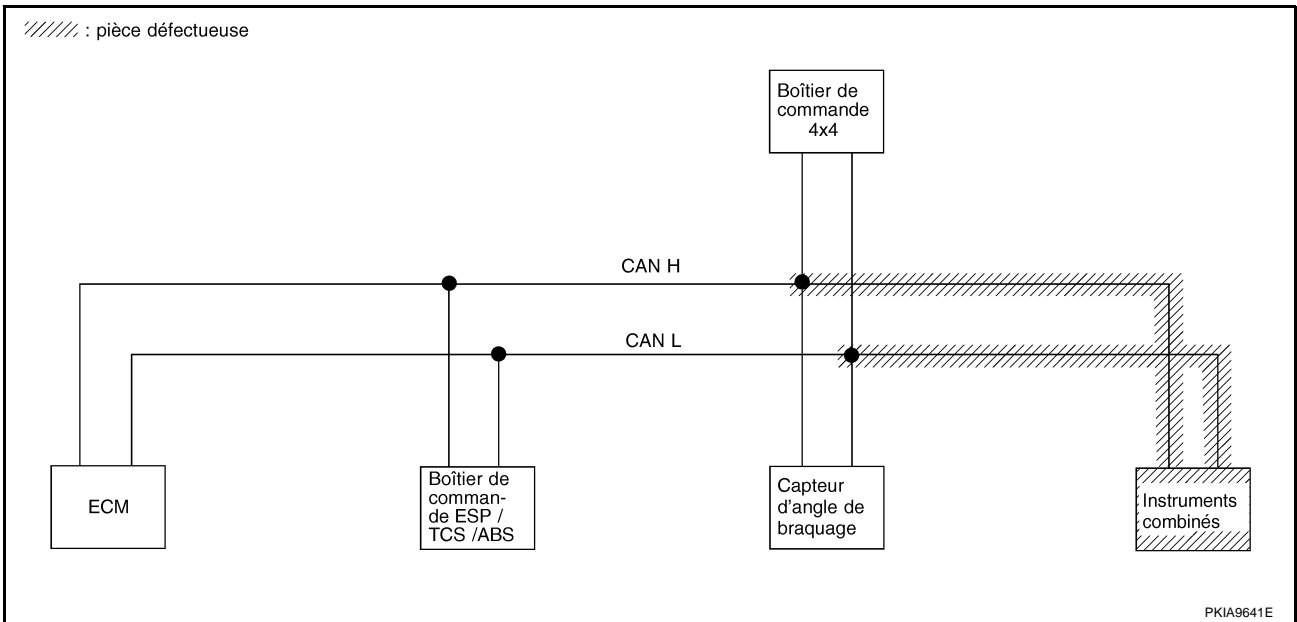 : pièce défectueuse
Boîtier de
commande
4x4
CAN H
CAN L
ECM
Boîtier de
comman-
de ESP /
TCS /ABS
Capteur
d'angle de
braquage
Instruments
combinés
PKIA9641E